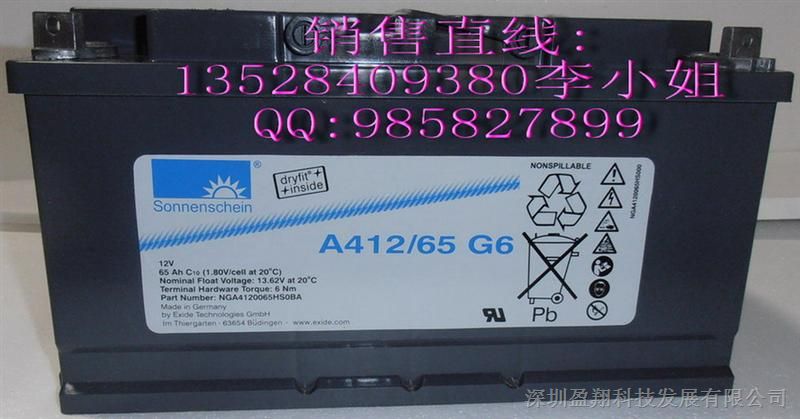 销售直线:
13528409380李小姐
QQ:985827899
Sonnenschein®
dryfit®
+inside
NONSPILLABLE
NGA4120065HS000
A412/65 G6
12V
65 Ah C10 (1.80V/cell at 20°C)
Nominal Float Voltage: 13.62V at 20°C
Terminal Hardware Torque: 6 Nm
Part Number: NGA4120065HS0BA
Made in Germany
by Exide Technologies GmbH
Im Thiergarten - 63654 Büdingen - www.exide.com
Pb
深圳盈翔科技发展有限公司